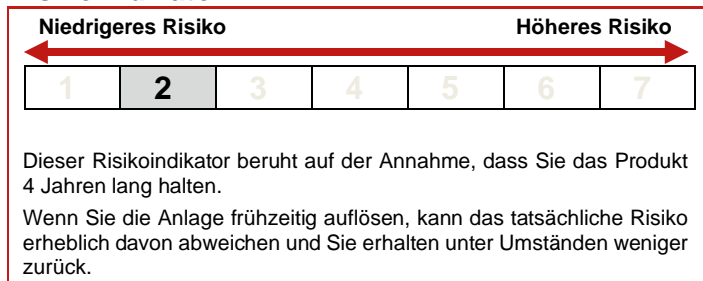 Niedrigeres Risiko Höheres Risiko
1 2 3 4 5 6 7
Dieser Risikoindikator beruht auf der Annahme, dass Sie das Produkt
4 Jahren lang halten.
Wenn Sie die Anlage frühzeitig auflösen, kann das tatsächliche Risiko
erheblich davon abweichen und Sie erhalten unter Umständen weniger
zurück.